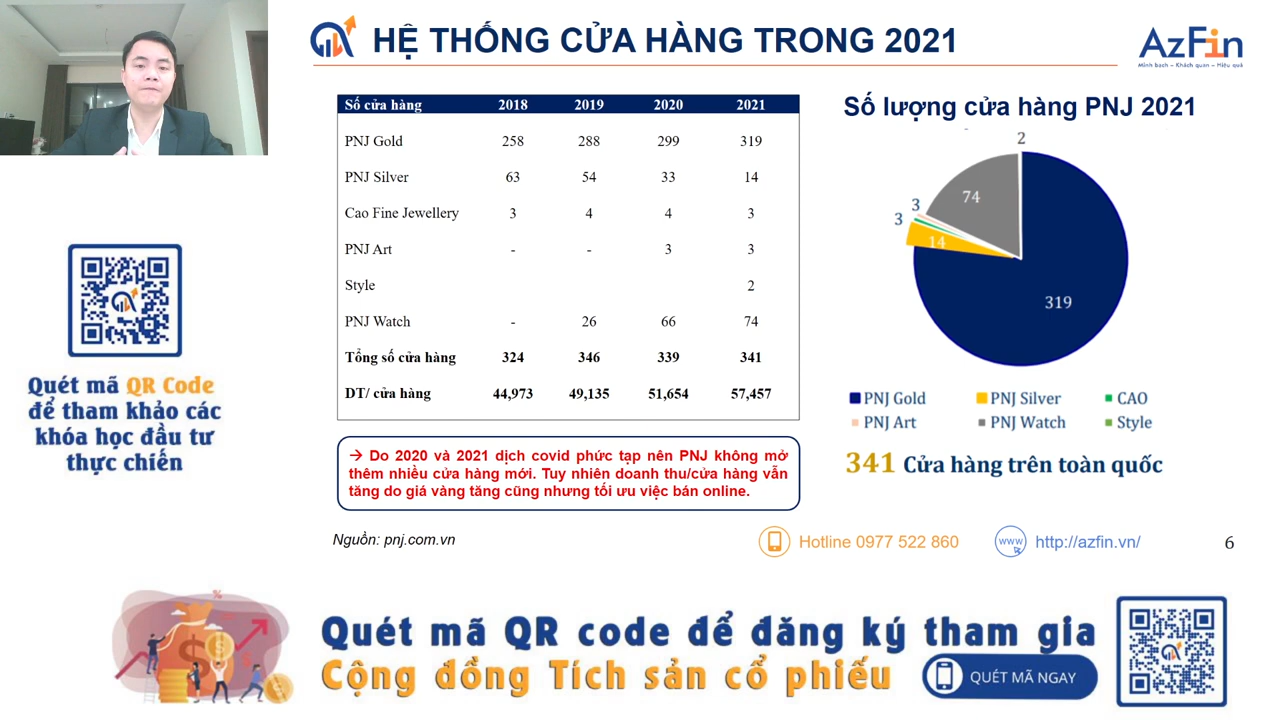 HỆ THỐNG CỬA HÀNG TRONG 2021
AzFin
Minh bạch – Khách quan – Hiệu quả
Số cửa hàng 2018 2019 2020 2021
PNJ Gold 258 288 299 319
PNJ Silver 63 54 33 14
Cao Fine Jewellery 3 4 4 3
PNJ Art - - 3 3
Style 2
PNJ Watch - 26 66 74
Tổng số cửa hàng 324 346 339 341
DT/ cửa hàng 44,973 49,135 51,654 57,457
→ Do 2020 và 2021 dịch covid phức tạp nên PNJ không mở
thêm nhiều cửa hàng mới. Tuy nhiên doanh thu/cửa hàng vẫn
tăng do giá vàng tăng cũng nhưng tối ưu việc bán online.
Số lượng cửa hàng PNJ 2021
2
74
3
3
14
319
PNJ Gold PNJ Silver CAO
PNJ Art PNJ Watch Style
341 Cửa hàng trên toàn quốc
Quét mã QR Code
để tham khảo các
khóa học đầu tư
thực chiến
Nguồn: pnj.com.vn
Hotline 0977 522 860
www
http://azfin.vn/
6
Quét mã QR code để đăng ký tham gia
Cộng đồng Tích sản cổ phiếu
QUÉT MÃ NGAY